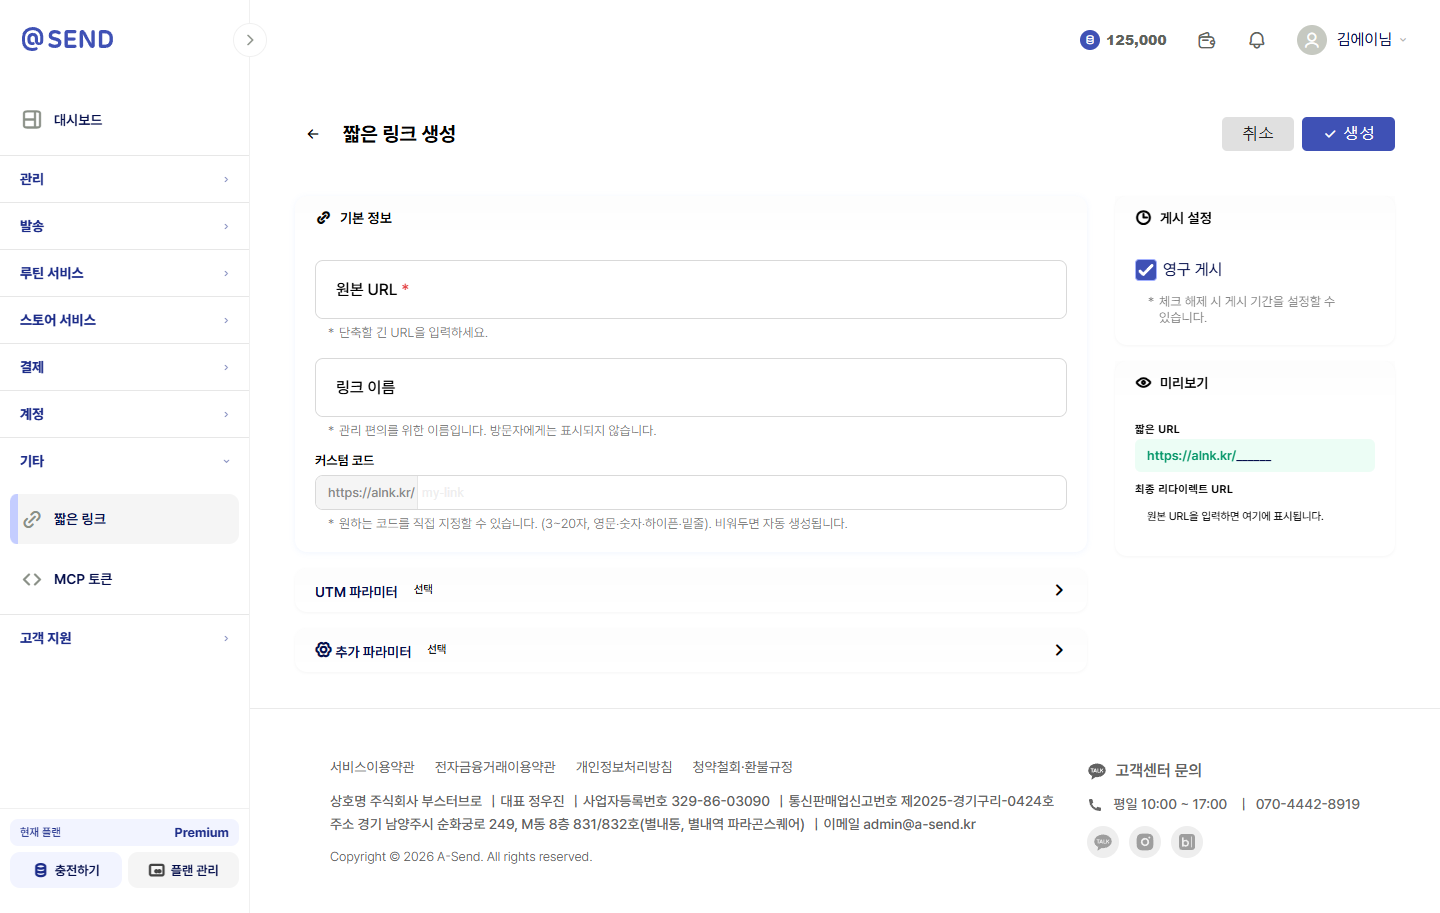 @SEND
125,000
김에이님
대시보드
관리
발송
루틴 서비스
스토어 서비스
결제
계정
기타
짧은 링크
MCP 토큰
고객 지원
현재 플랜 Premium
충전하기 플랜 관리
짧은 링크 생성
취소 생성
기본 정보
원본 URL *
* 단축할 긴 URL을 입력하세요.
링크 이름
* 관리 편의를 위한 이름입니다. 방문자에게는 표시되지 않습니다.
커스텀 코드
https://alnk.kr/ my-link
* 원하는 코드를 직접 지정할 수 있습니다. (3~20자, 영문·숫자·하이픈·밑줄). 비워두면 자동 생성됩니다.
UTM 파라미터 선택
추가 파라미터 선택
게시 설정
영구 게시
* 체크 해제 시 게시 기간을 설정할 수
있습니다.
미리보기
짧은 URL
https://alnk.kr/______
최종 리다이렉트 URL
원본 URL을 입력하면 여기에 표시됩니다.
서비스이용약관 전자금융거래이용약관 개인정보처리방침 청약철회·환불규정
상호명 주식회사 부스터브로 | 대표 정우진 | 사업자등록번호 329-86-03090 | 통신판매업신고번호 제2025-경기구리-0424호
주소 경기 남양주시 순화궁로 249, M동 8층 831/832호(별내동, 별내역 파라곤스퀘어) | 이메일 admin@a-send.kr
Copyright © 2026 A-Send. All rights reserved.
TALK 고객센터 문의
평일 10:00 ~ 17:00 | 070-4442-8919
TALK b|